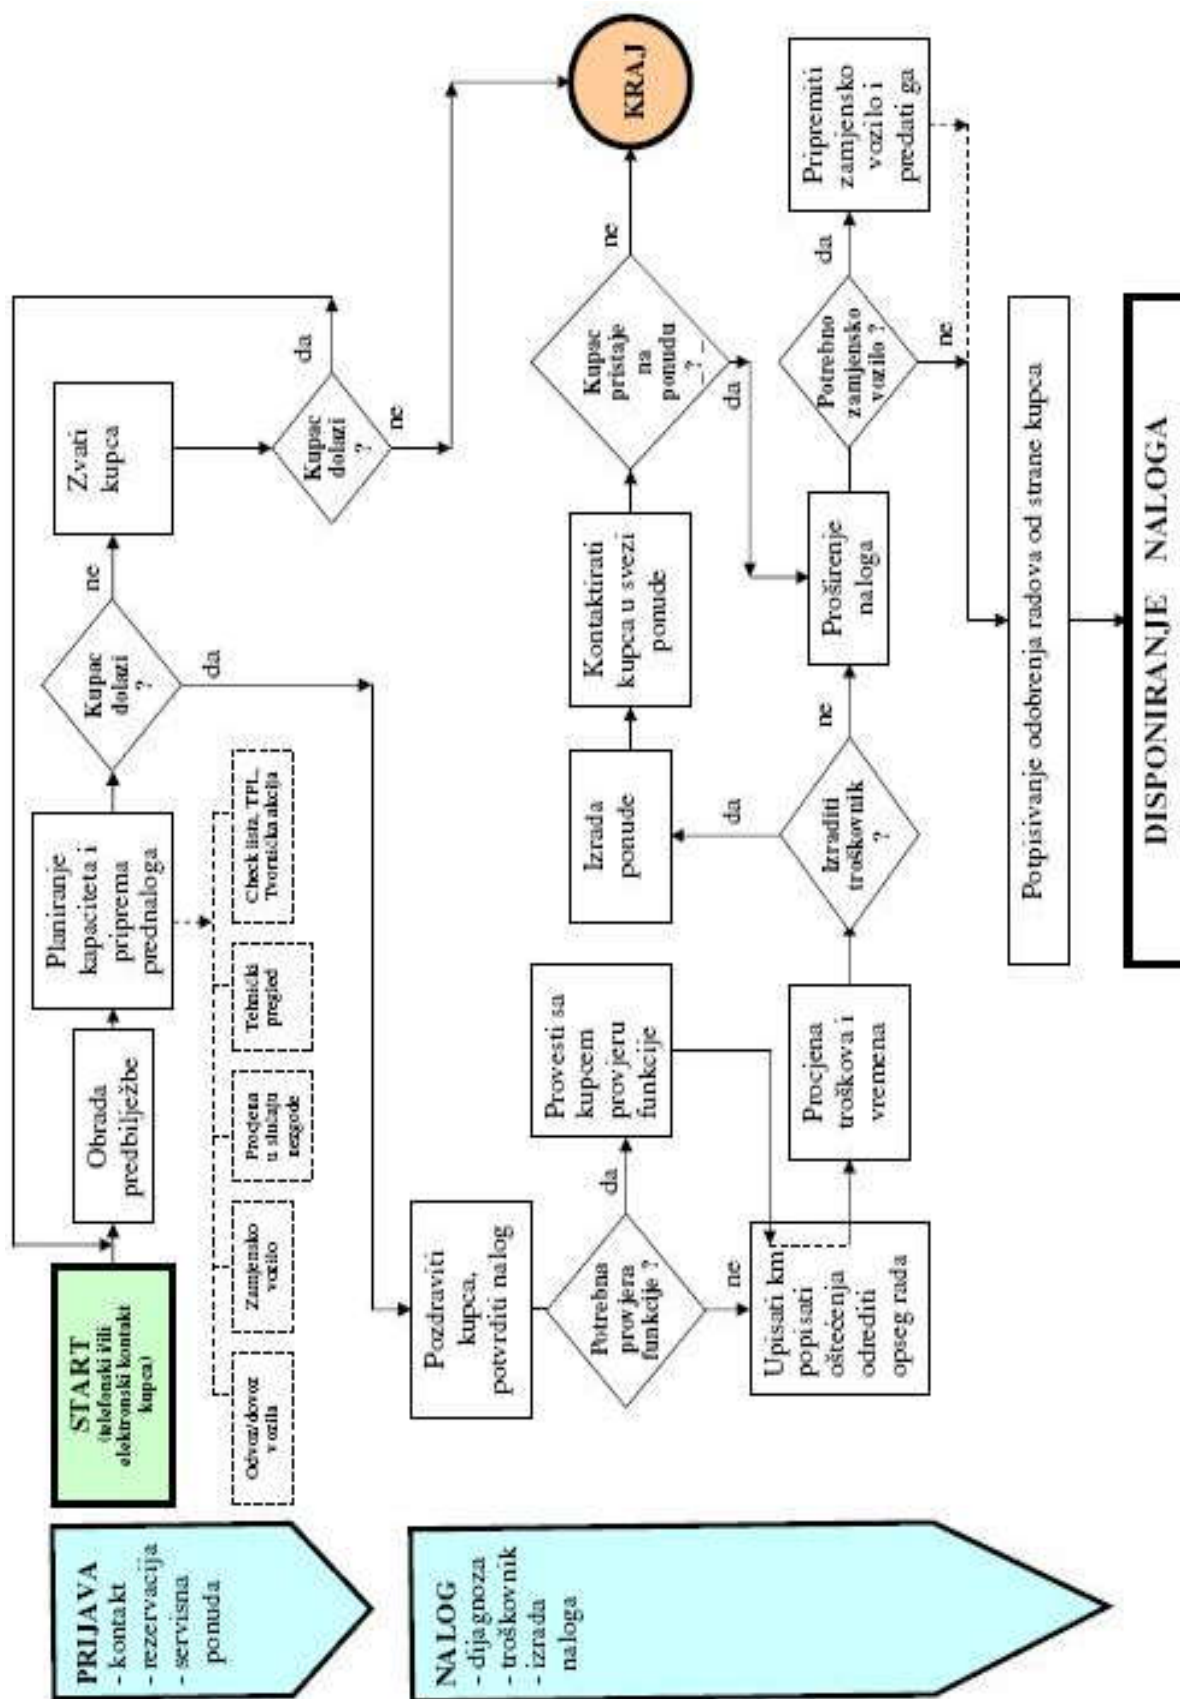 PRIJAVA
- kontakt
- rezervacija
- servisna
ponuda
START
(telefonski i/ili
elektronski kontakt
kupca)
Obrada
predbilježbe
Planiranje
kapaciteta i
priprema
prednaloga
Kupac
dolazi
?
ne
da
Zvati
kupca
Kupac
dolazi
?
da
ne
Odvoz/dovoz
vozila
Zamjensko
vozilo
Procjena
u slučaju
nezgode
Tehnički
pregled
Check lista, TPI,
Tvornička akcija
KRAJ
NALOG
- dijagnoza
- troškovnik
- izrada
naloga
Pozdraviti
kupca,
potvrditi nalog
Potrebna
provjera
funkcije ?
da
ne
Provesti sa
kupcem
provjeru
funkcije
Upisati km
popisati
oštećenja
odrediti
opseg rada
Procjena
troškova i
vremena
Izraditi
troškovnik
?
da
ne
Izrada
ponude
Kontaktirati
kupca u svezi
ponude
Kupac
pristaje
na
ponudu
_?_
ne
da
Proširenje
naloga
Potrebno
zamjensko
vozilo ?
da
ne
Pripremiti
zamjensko
vozilo i
predati ga
Potpisivanje odobrenja radova od strane kupca
DISPONIRANJE NALOGA